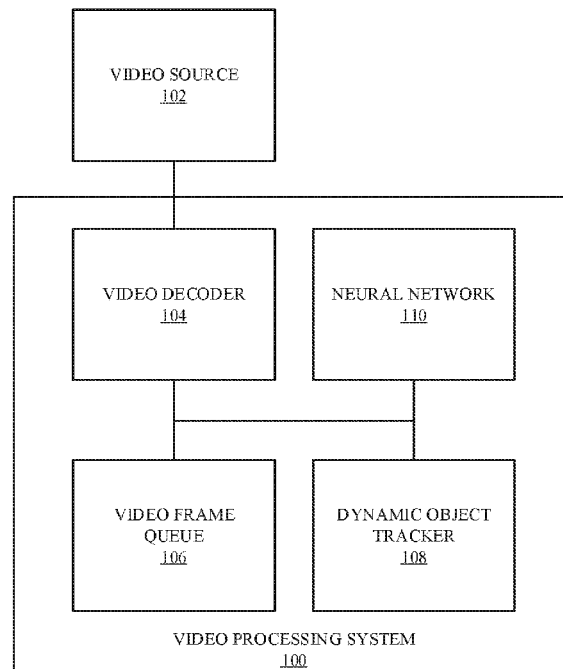 VIDEO SOURCE
102
VIDEO DECODER
104
NEURAL NETWORK
110
VIDEO FRAME
QUEUE
106
DYNAMIC OBJECT
TRACKER
108
VIDEO PROCESSING SYSTEM
100